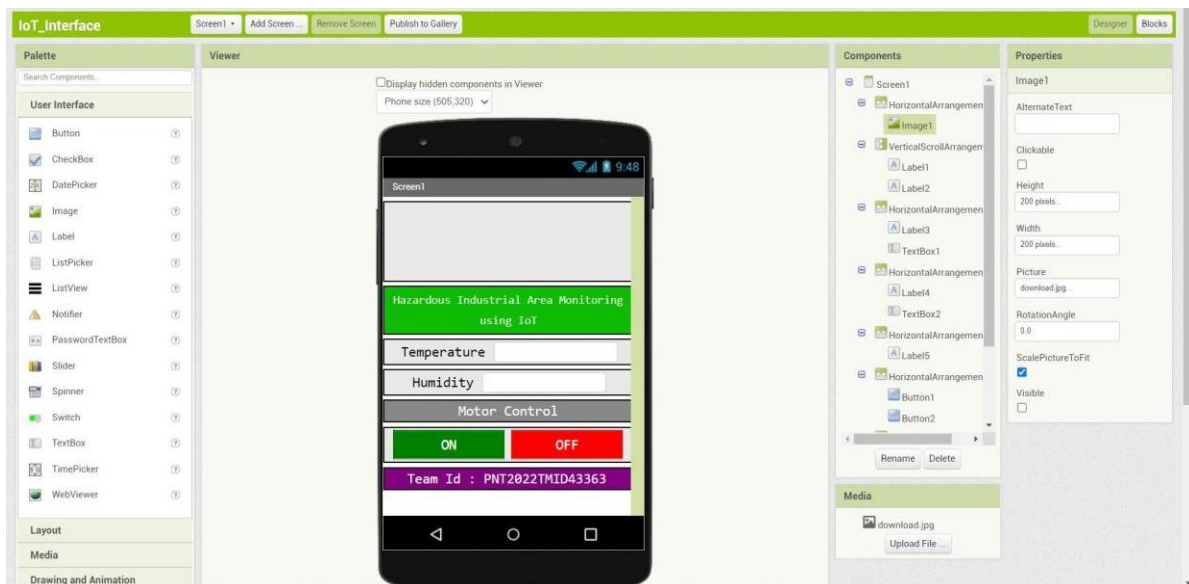 IoT_Interface
Screen1
Add Screen ...
Remove Screen
Publish to Gallery
Designer
Blocks
Palette
Search Components...
User Interface
Button
CheckBox
DatePicker
Image
Label
ListPicker
ListView
Notifier
PasswordTextBox
Slider
Spinner
Switch
TextBox
TimePicker
WebViewer
Layout
Media
Drawing and Animation
Viewer
Display hidden components in Viewer
Phone size (505,320)
9:48
Screen1
Hazardous Industrial Area Monitoring
using IoT
Temperature
Humidity
Motor Control
ON
OFF
Team Id : PNT2022TMID43363
Components
Screen1
HorizontalArrangemen
Image1
VerticalScrollArrangem
Label1
Label2
HorizontalArrangemen
Label3
TextBox1
HorizontalArrangemen
Label4
TextBox2
HorizontalArrangemen
Label5
HorizontalArrangemen
Button1
Button2
Rename
Delete
Media
download.jpg
Upload File ...
Properties
Image1
AlternateText
Clickable
Height
200 pixels...
Width
200 pixels...
Picture
download.jpg...
RotationAngle
0.0
ScalePictureToFit
Visible